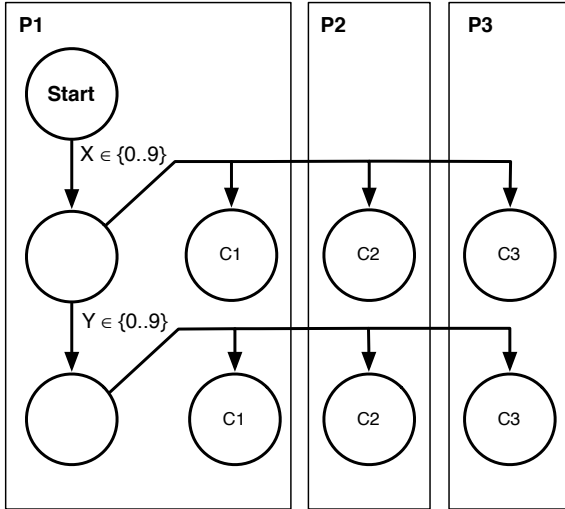 P1
P2
P3
Start
X ∈ {0..9}
C1
C2
C3
Y ∈ {0..9}
C1
C2
C3